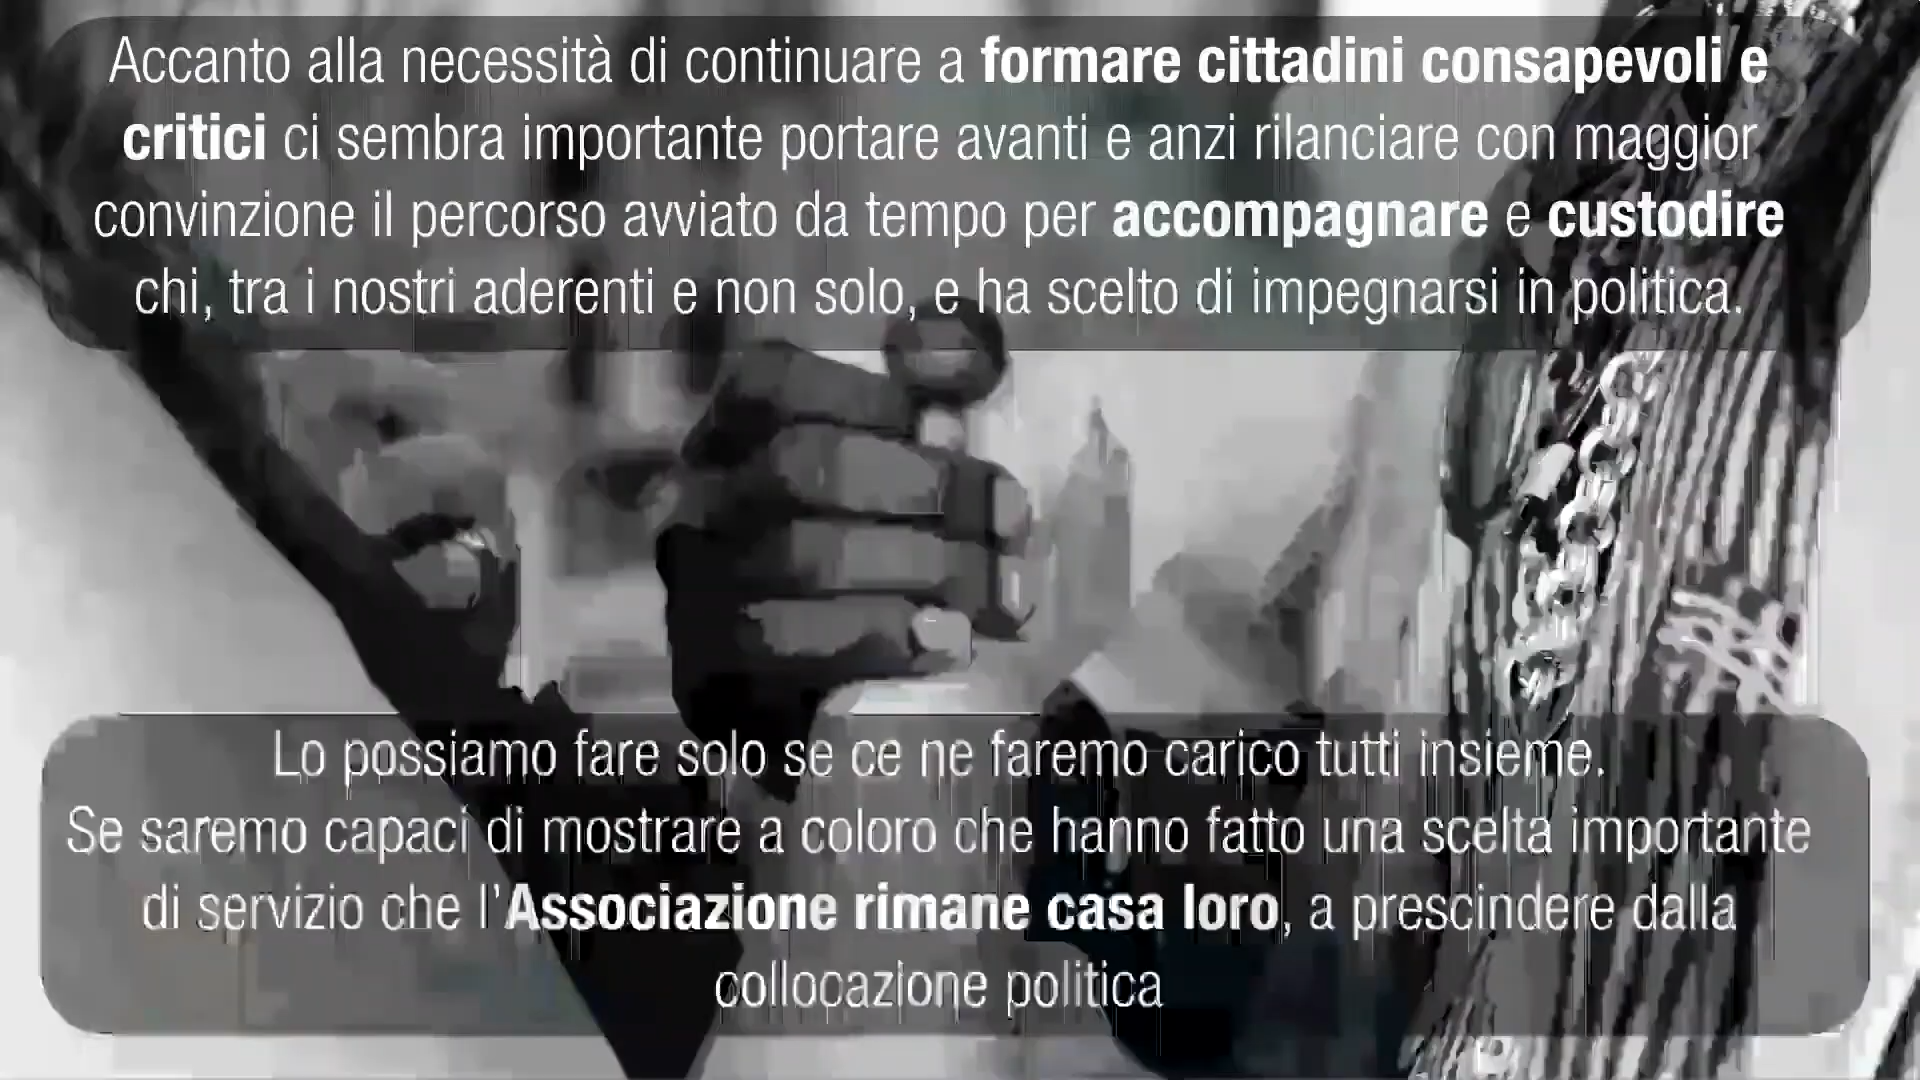 Accanto alla necessità di continuare a formare cittadini consapevoli e
critici ci sembra importante portare avanti e anzi rilanciare con maggior
convinzione il percorso avviato da tempo per accompagnare e custodire
chi, tra i nostri aderenti e non solo, e ha scelto di impegnarsi in politica.
Lo possiamo fare solo se ce ne faremo carico tutti insieme.
Se saremo capaci di mostrare a coloro che hanno fatto una scelta importante
di servizio che l'Associazione rimane casa loro, a prescindere dalla
collocazione politica